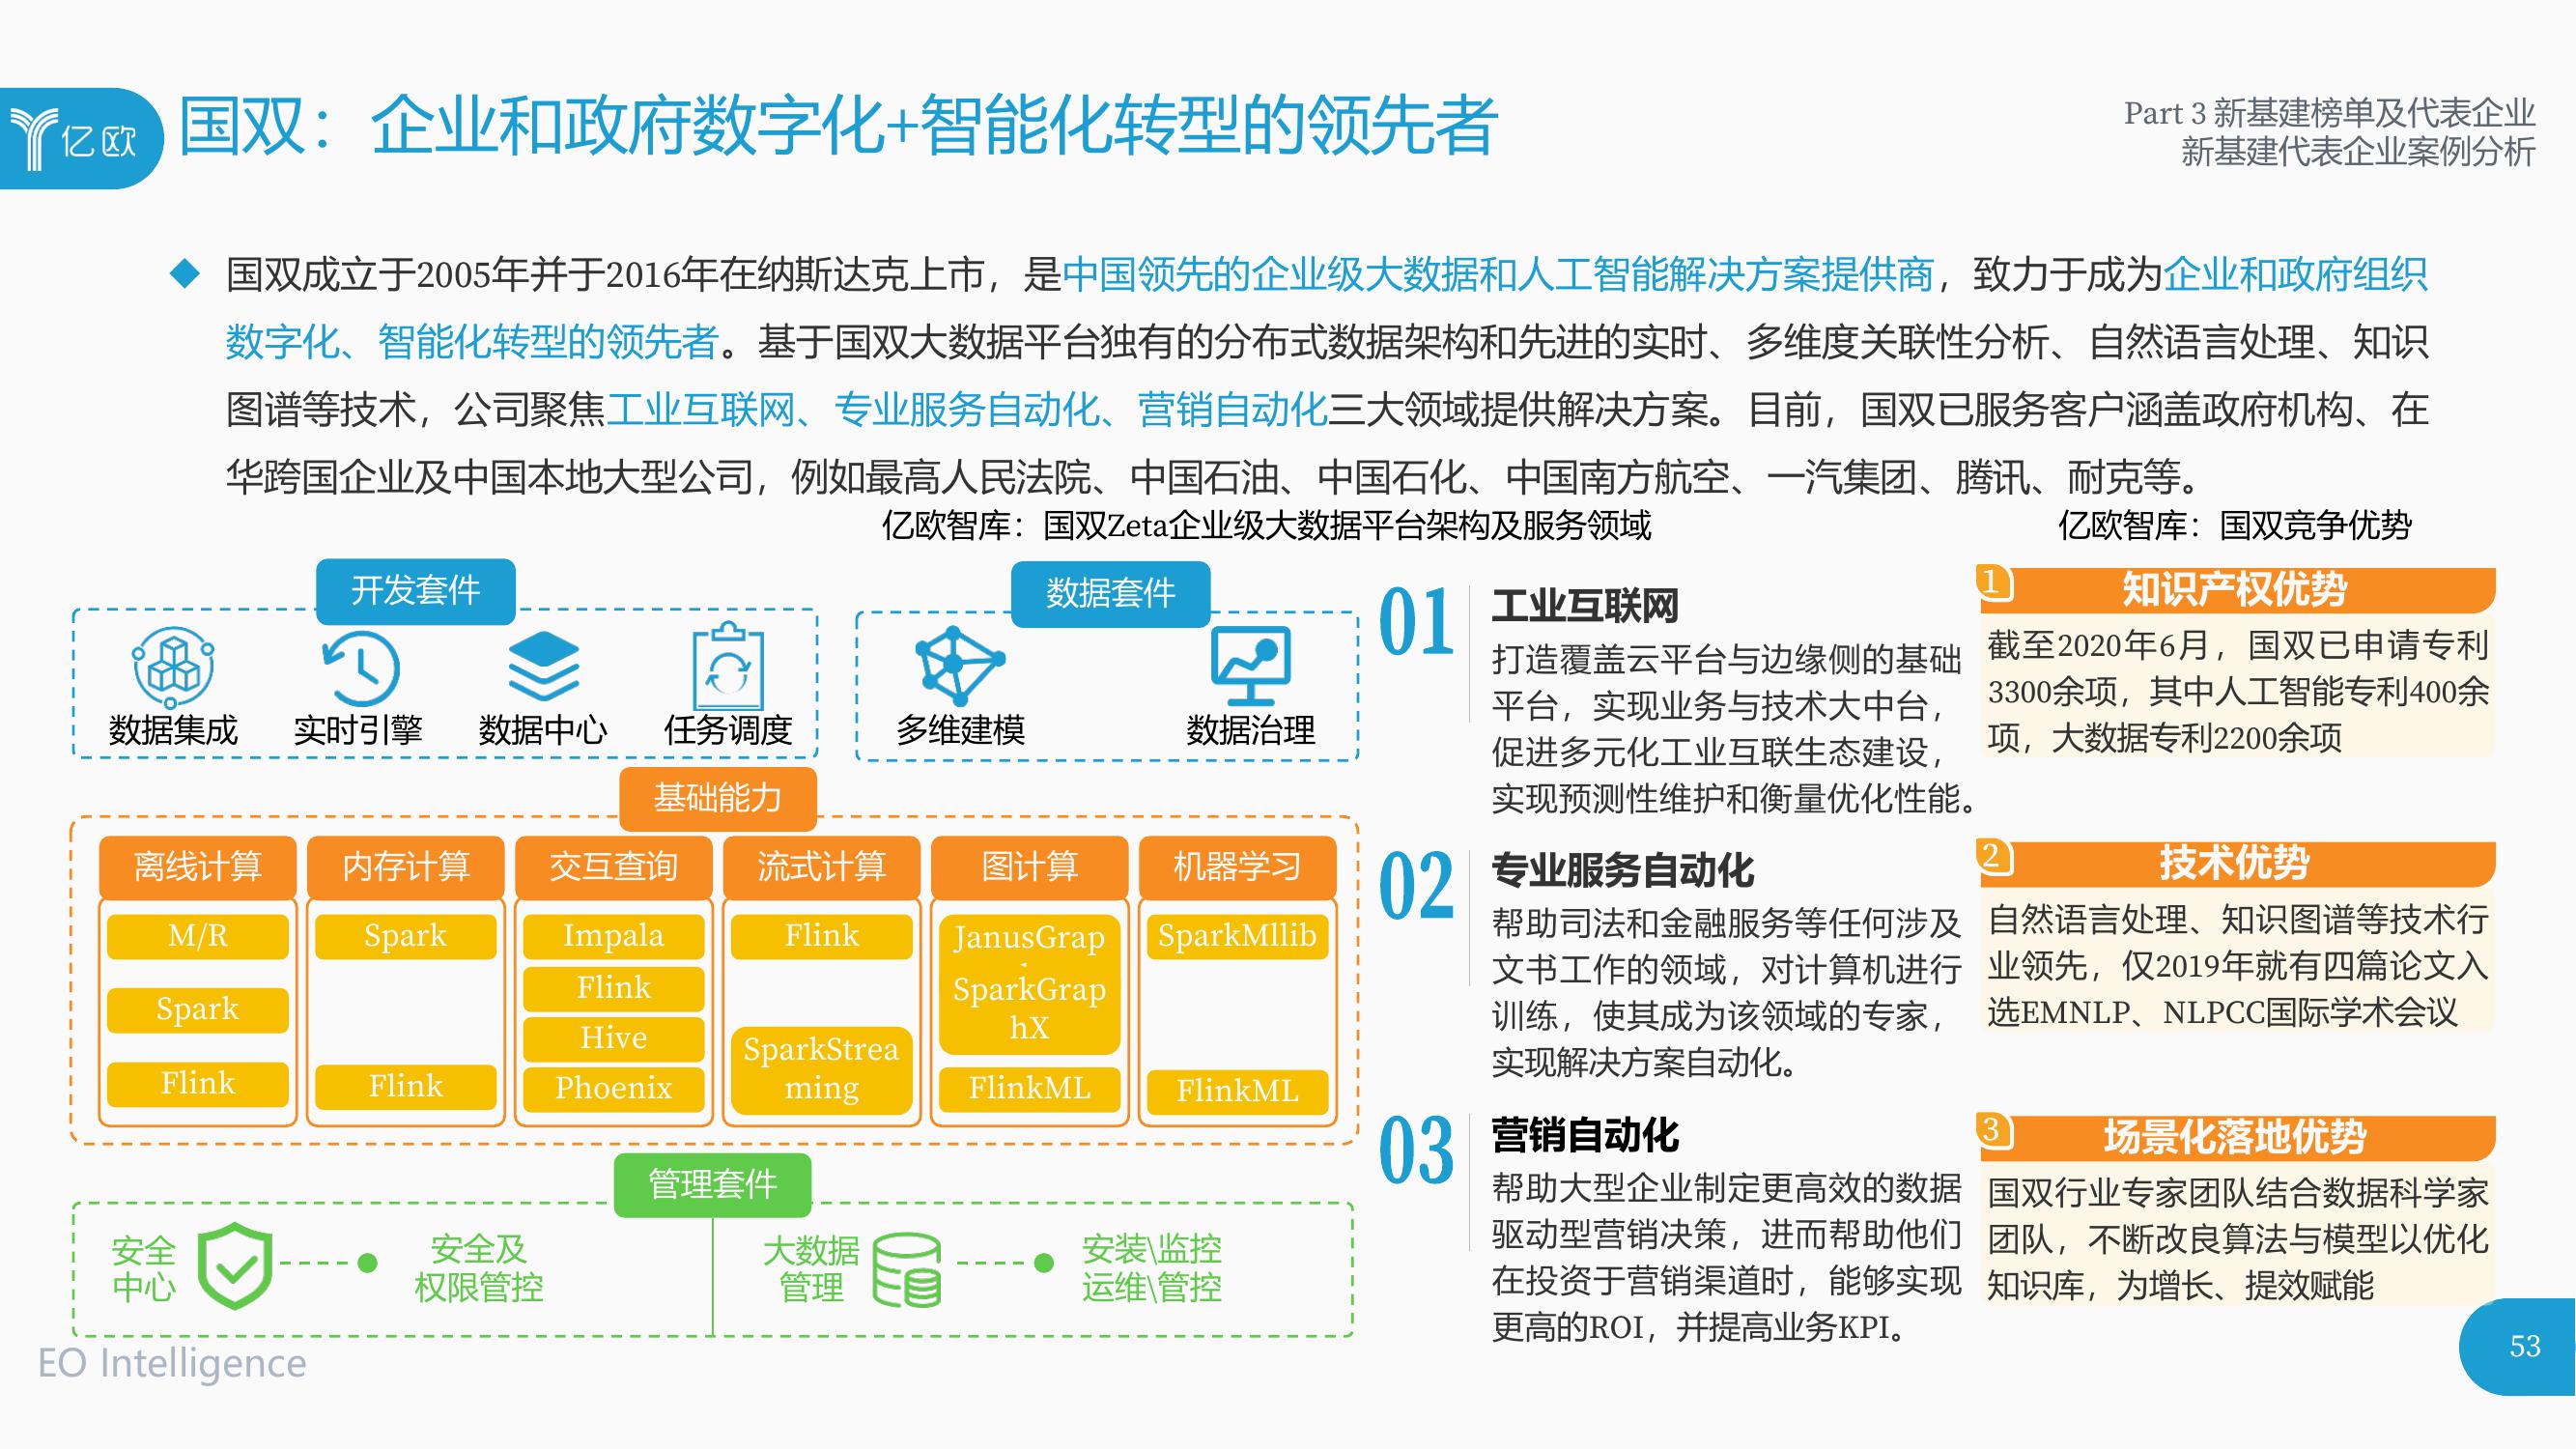 亿欧
国双：企业和政府数字化+智能化转型的领先者
Part 3 新基建榜单及代表企业
新基建代表企业案例分析
国双成立于2005年并于2016年在纳斯达克上市，是中国领先的企业级大数据和人工智能解决方案提供商，致力于成为企业和政府组织
数字化、智能化转型的领先者。基于国双大数据平台独有的分布式数据架构和先进的实时、多维度关联性分析、自然语言处理、知识
图谱等技术，公司聚焦工业互联网、专业服务自动化、营销自动化三大领域提供解决方案。目前，国双已服务客户涵盖政府机构、在
华跨国企业及中国本地大型公司，例如最高人民法院、中国石油、中国石化、中国南方航空、一汽集团、腾讯、耐克等。
亿欧智库：国双Zeta企业级大数据平台架构及服务领域
开发套件
数据集成
实时引擎
数据中心
任务调度
数据套件
多维建模
数据治理
基础能力
离线计算
M/R
Spark
Flink
内存计算
Spark
Flink
交互查询
Impala
Flink
Hive
Phoenix
流式计算
Flink
SparkStrea
ming
图计算
JanusGrap
SparkGrap
hX
FlinkML
机器学习
SparkMllib
FlinkML
管理套件
安全
中心
安全及
权限管控
大数据
管理
安装\监控
运维\管控
01
工业互联网
打造覆盖云平台与边缘侧的基础
平台，实现业务与技术大中台，
促进多元化工业互联生态建设，
实现预测性维护和衡量优化性能。
02
专业服务自动化
帮助司法和金融服务等任何涉及
文书工作的领域，对计算机进行
训练，使其成为该领域的专家，
实现解决方案自动化。
03
营销自动化
帮助大型企业制定更高效的数据
驱动型营销决策，进而帮助他们
在投资于营销渠道时，能够实现
更高的ROI，并提高业务KPI。
亿欧智库：国双竞争优势
1
知识产权优势
截至2020年6月，国双已申请专利
3300余项，其中人工智能专利400余
项，大数据专利2200余项
2
技术优势
自然语言处理、知识图谱等技术行
业领先，仅2019年就有四篇论文入
选EMNLP、NLPCC国际学术会议
3
场景化落地优势
国双行业专家团队结合数据科学家
团队，不断改良算法与模型以优化
知识库，为增长、提效赋能
EO Intelligence
53